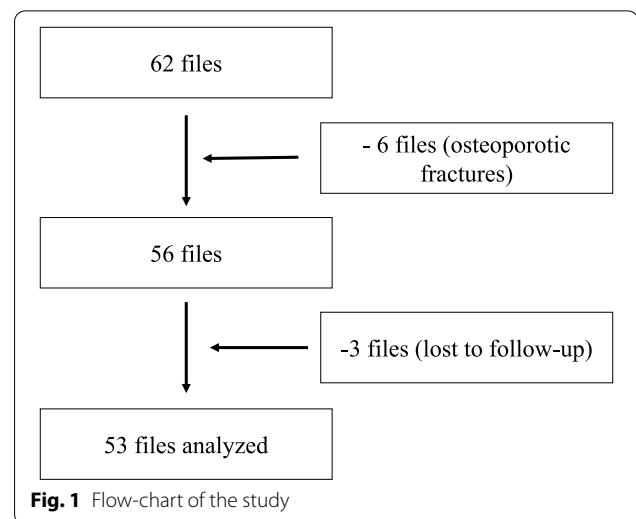 62 files
- 6 files (osteoporotic
fractures)
56 files
-3 files (lost to follow-up)
53 files analyzed
Fig. 1 Flow-chart of the study